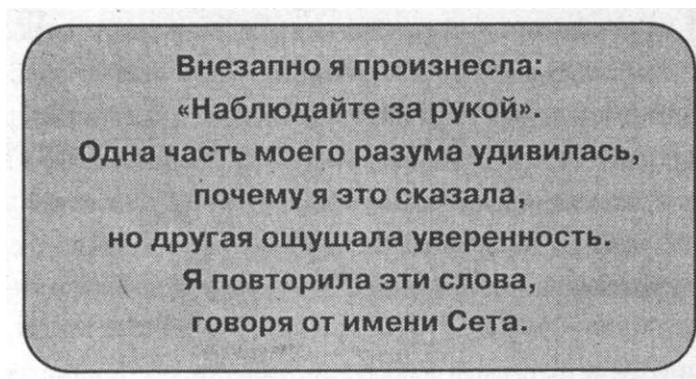 Внезапно я произнесла:
«Наблюдайте за рукой».
Одна часть моего разума удивилась,
почему я это сказала,
но другая ощущала уверенность.
Я повторила эти слова,
говоря от имени Сета.